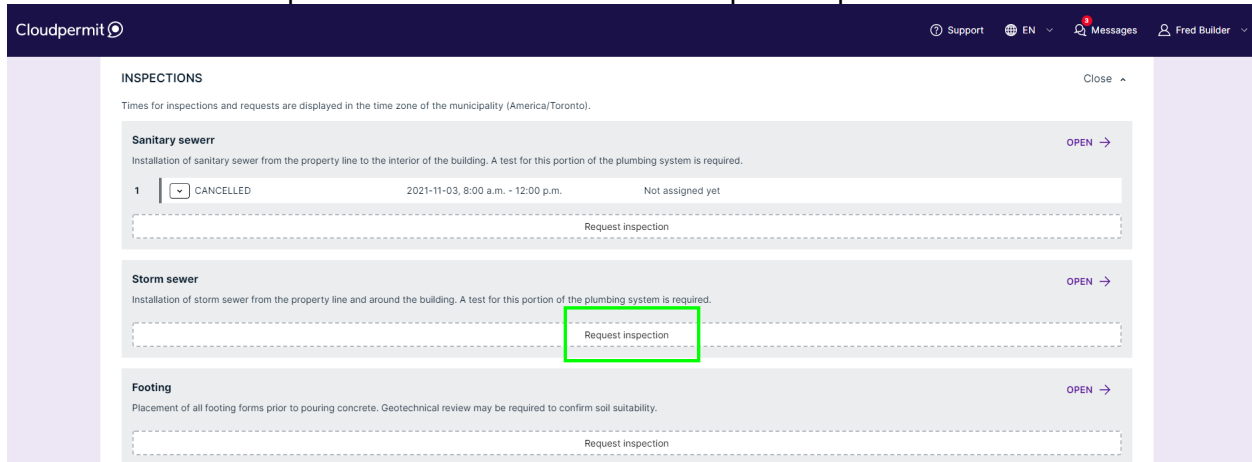 Cloudpermit
Support EN 3 Messages Fred Builder
INSPECTIONS Close
Times for inspections and requests are displayed in the time zone of the municipality (America/Toronto).
Sanitary sewerr OPEN →
Installation of sanitary sewer from the property line to the interior of the building. A test for this portion of the plumbing system is required.
1 CANCELLED 2021-11-03, 8:00 a.m. - 12:00 p.m. Not assigned yet
Request inspection
Storm sewer OPEN →
Installation of storm sewer from the property line and around the building. A test for this portion of the plumbing system is required.
Request inspection
Footing OPEN →
Placement of all footing forms prior to pouring concrete. Geotechnical review may be required to confirm soil suitability.
Request inspection